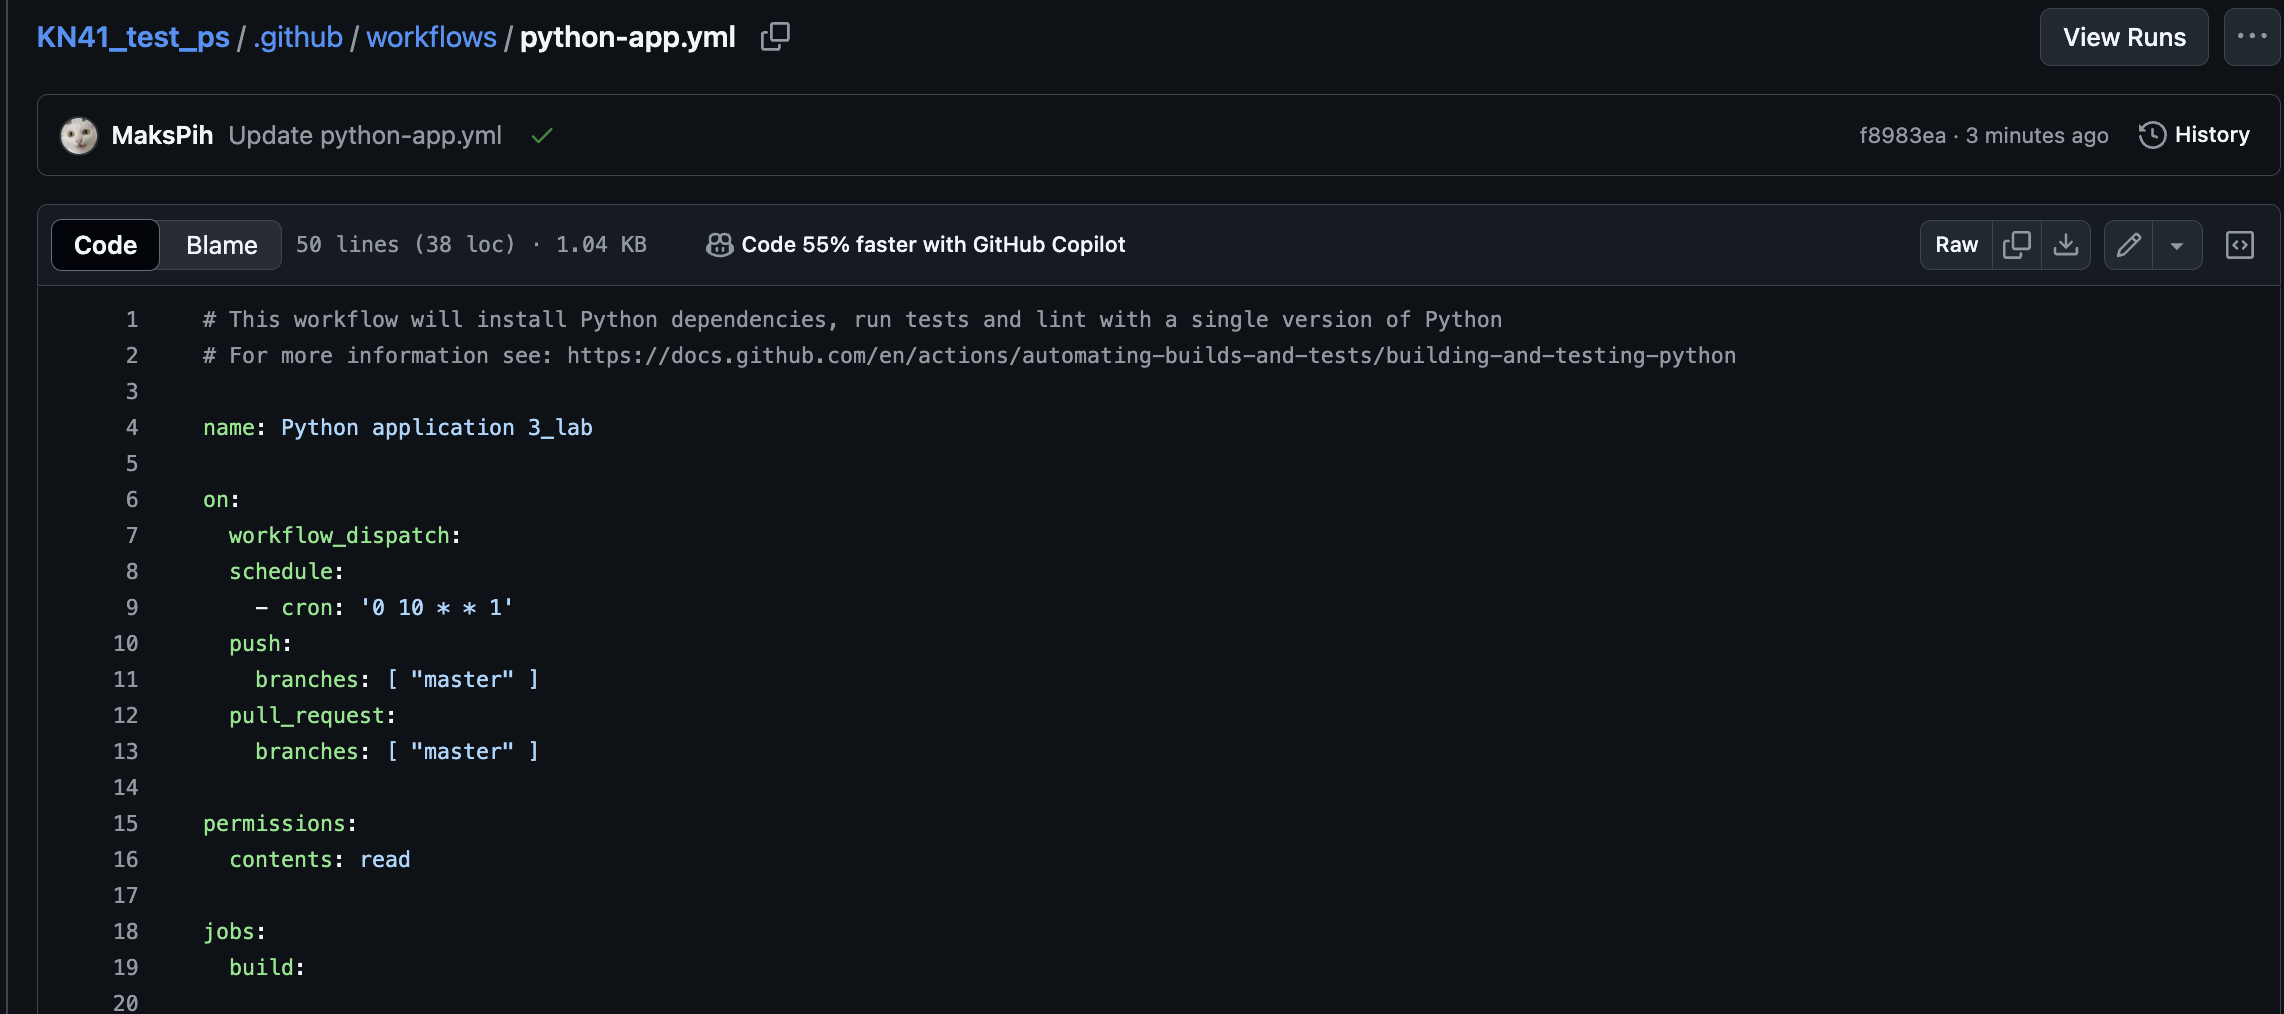 KN41_test_ps / .github / workflows / python-app.yml
View Runs
MaksPih Update python-app.yml
f8983ea · 3 minutes ago
History
Code
Blame
50 lines (38 loc) · 1.04 KB
Code 55% faster with GitHub Copilot
Raw
1 # This workflow will install Python dependencies, run tests and lint with a single version of Python
2 # For more information see: https://docs.github.com/en/actions/automating-builds-and-tests/building-and-testing-python
3
4 name: Python application 3_lab
5
6 on:
7   workflow_dispatch:
8   schedule:
9     - cron: '0 10 * * 1'
10   push:
11     branches: [ "master" ]
12   pull_request:
13     branches: [ "master" ]
14
15 permissions:
16   contents: read
17
18 jobs:
19   build:
20